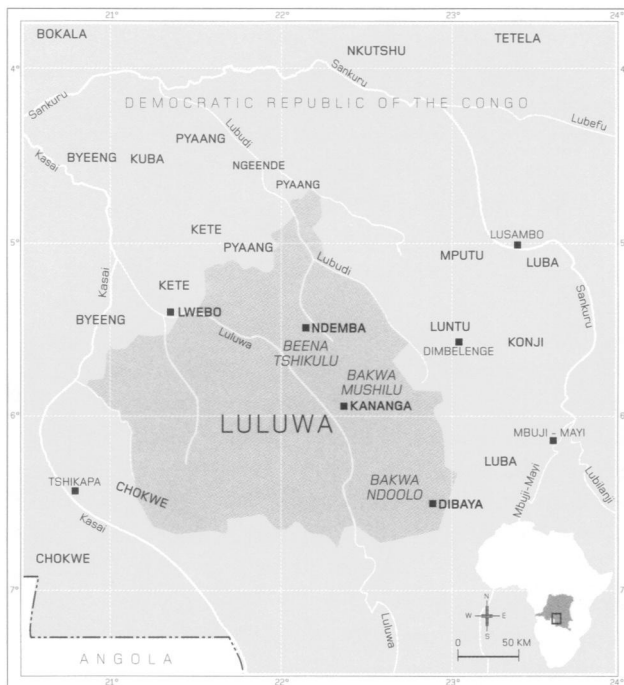 21°
22°
23°
24°
BOKALA
NKUTSHU
TETELA
4°
4°
Sankuru
Sankuru
DEMOCRATIC REPUBLIC OF THE CONGO
Lubefu
Kasai
Lubudi
PYAANG
BYEENG
KUBA
NGEENDE
PYAANG
5°
5°
KETE
PYAANG
LUSAMBO
MPUTU
LUBA
Lubudi
Kasai
KETE
Sankuru
LWEBO
BYEENG
Luluwa
NDEMBA
LUNTU
KONJI
BEENA
TSHIKULU
DIMBELENGE
BAKWA
MUSHILU
KANANGA
6°
6°
LULUWA
MBUJI - MAYI
LUBA
TSHIKAPA
CHOKWE
BAKWA
NDOOLO
DIBAYA
Mbuji-Mayi
Lubilanji
Kasai
CHOKWE
7°
7°
Luluwa
N
W
E
S
0
50 KM
ANGOLA
21°
22°
23°
24°